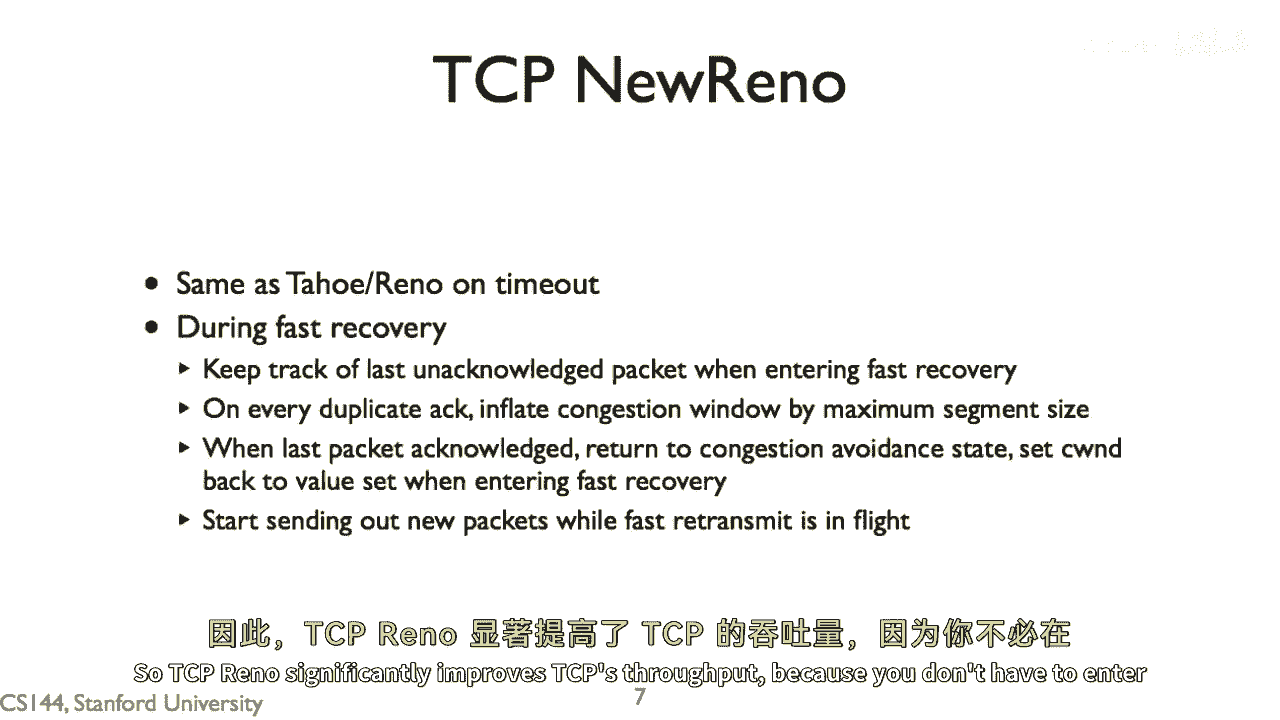 TCP NewReno
• Same as Tahoe/Reno on timeout
• During fast recovery
▸ Keep track of last unacknowledged packet when entering fast recovery
▸ On every duplicate ack, inflate congestion window by maximum segment size
▸ When last packet acknowledged, return to congestion avoidance state, set cwnd
back to value set when entering fast recovery
▸ Start sending out new packets while fast retransmit is in flight
因此，TCP Reno 显著提高了 TCP 的吞吐量，因为你不必在
So TCP Reno significantly improves TCP's throughput, because you don't have to enter
CS144, Stanford University
7